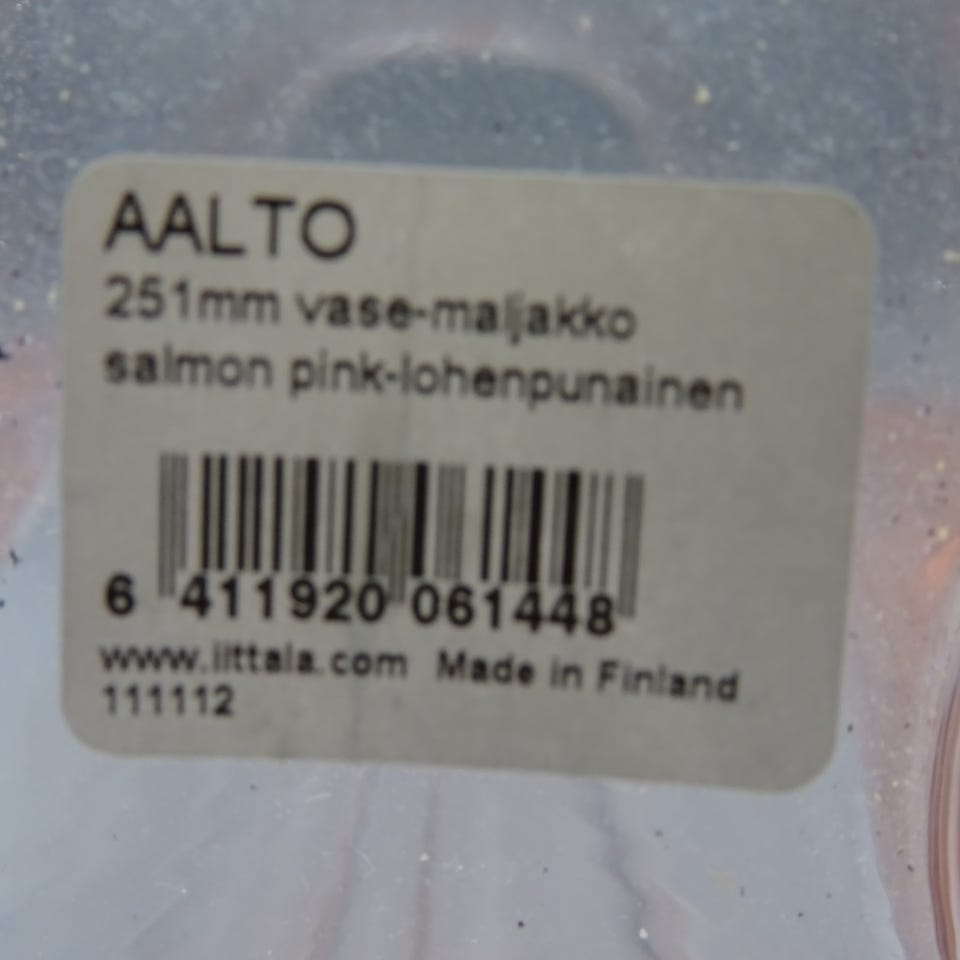 AALTO
251mm vase-maljakko
salmon pink-lohenpunainen
6 411920 061448
www.iittala.com Made in Finland
111112